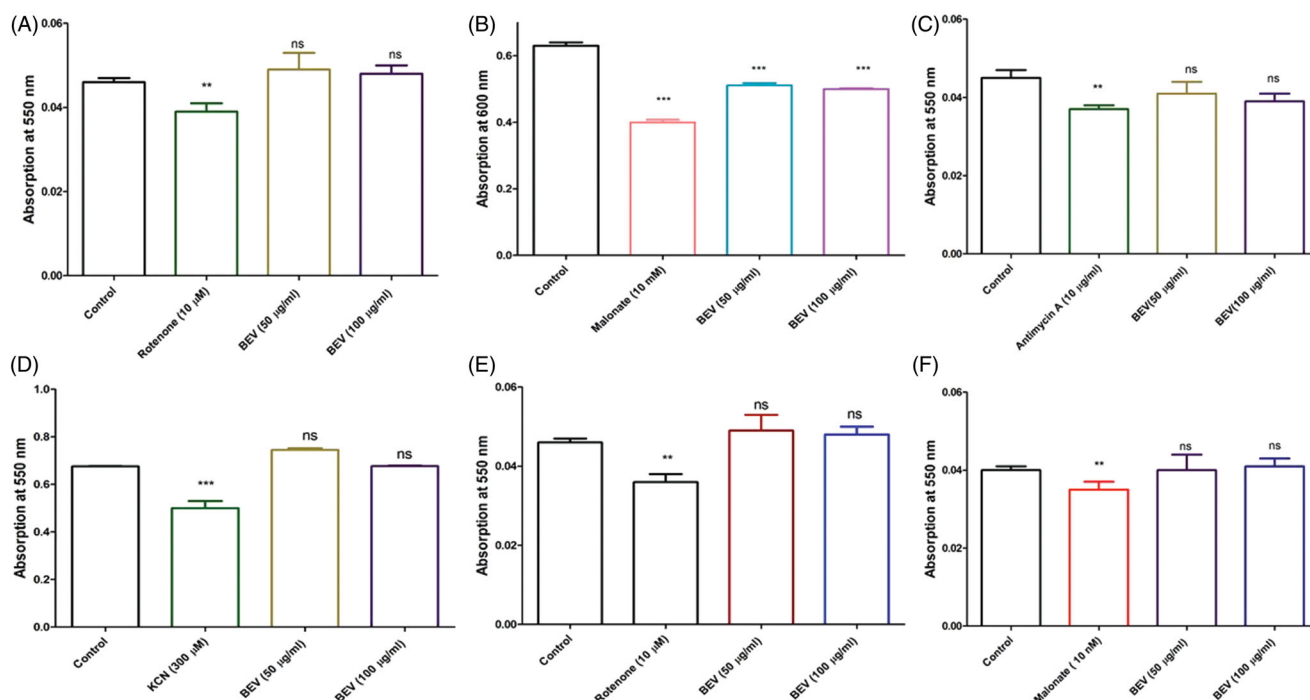 (A)
Absorption at 550 nm
0.06
0.04
0.02
0.00
**
ns
ns
Control
Rotenone (10 µM)
BEV (50 µg/ml)
BEV (100 µg/ml)
(B)
Absorption at 600 nm
0.6
0.4
0.2
0.0
***
***
***
Control
Malonate (10 mM)
BEV (50 µg/ml)
BEV (100 µg/ml)
(C)
Absorption at 550 nm
0.06
0.04
0.02
0.00
**
ns
ns
Control
Antimycin A (10 µg/ml)
BEV(50 µg/ml)
BEV(100 µg/ml)
(D)
Absorption at 550 nm
1.0
0.8
0.6
0.4
0.2
0.0
***
ns
ns
Control
KCN (300 µM)
BEV (50 µg/ml)
BEV (100 µg/ml)
(E)
Absorption at 550 nm
0.06
0.04
0.02
0.00
**
ns
ns
Control
Rotenone (10 µM)
BEV (50 µg/ml)
BEV (100 µg/ml)
(F)
Absorption at 550 nm
0.06
0.04
0.02
0.00
**
ns
ns
Control
Malonate (10 nM)
BEV (50 µg/ml)
BEV (100 µg/ml)